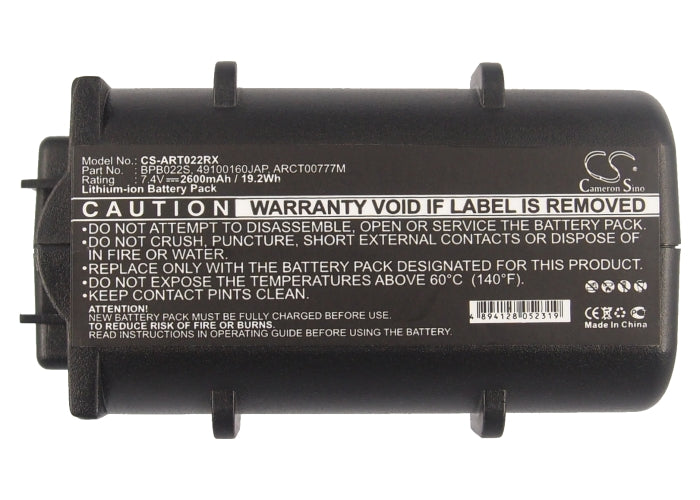 Model No.: CS-ART022RX
Part No. : BPB022S, 49100160JAP, ARCT00777M
Rating : 7.4V⎓2600mAh / 19.2Wh
Lithium-ion Battery Pack
CS
Cameron Sino
CAUTION WARRANTY VOID IF LABEL IS REMOVED
•DO NOT ATTEMPT TO DISASSEMBLE, OPEN OR SERVICE THE BATTERY PACK.
•DO NOT CRUSH, PUNCTURE, SHORT EXTERNAL CONTACTS OR DISPOSE OF
IN FIRE OR WATER.
•REPLACE ONLY WITH THE BATTERY PACK DESIGNATED FOR THIS PRODUCT.
•DO NOT EXPOSE THE TEMPERATURES ABOVE 60°C (140°F).
•KEEP CONTACT PINTS CLEAN.
ATTENTION!
NEW BATTERY PACK MUST BE FULLY CHARGED BEFORE USE.
TO REDUCE RISK OF FIRE OR BURNS.
READ INSTRUCTIONS IN OPERATING GUIDE BEFORE USING THE BATTERY.
4 894128 052319
CE
Made In China